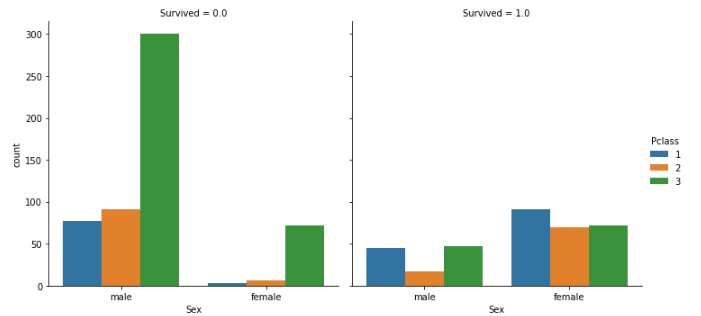 Survived = 0.0
Survived = 1.0
300
250
200
150
100
50
0
count
male
female
Sex
male
female
Sex
Pclass
1
2
3